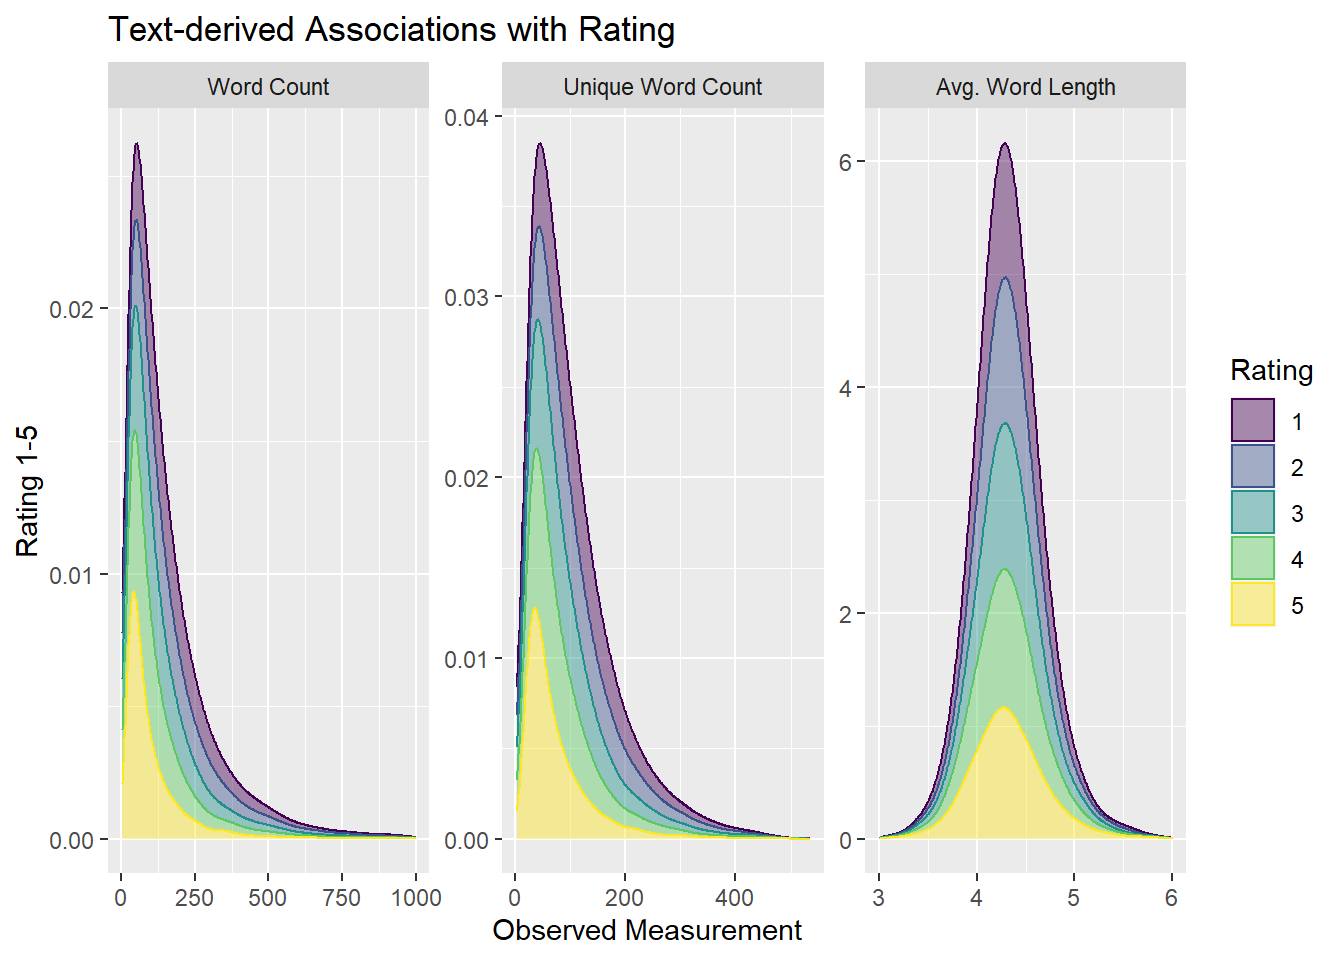 Text-derived Associations with Rating
Word Count
Unique Word Count
Avg. Word Length
Rating 1-5
0.02
0.01
0.00
0.04
0.03
0.02
0.01
0.00
6
4
2
0
0 250 500 750 1000
0 200 400
3 4 5 6
Observed Measurement
Rating
1
2
3
4
5